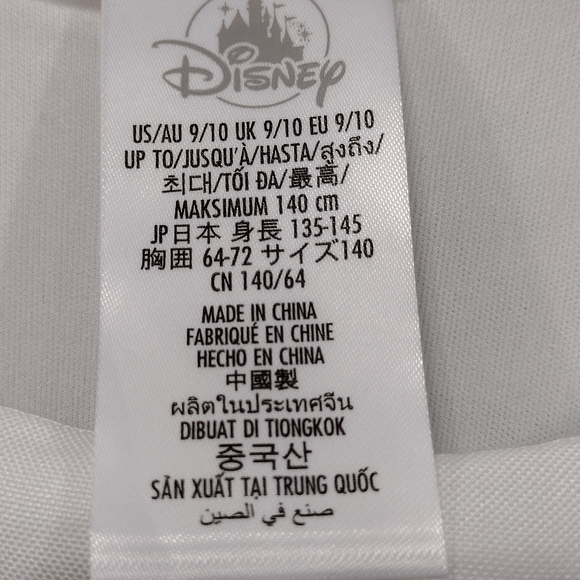 Disney
US/AU 9/10 UK 9/10 EU 9/10
UP TO/JUSQU'À/HASTA/สูงถึง/
최대/TỐI ĐA/最高/
MAKSIMUM 140 cm
JP日本 身長 135-145
胸囲 64-72 サイズ140
CN 140/64
MADE IN CHINA
FABRIQUÉ EN CHINE
HECHO EN CHINA
中國製
ผลิตในประเทศจีน
DIBUAT DI TIONGKOK
중국산
SẢN XUẤT TẠI TRUNG QUỐC
صنع في الصين